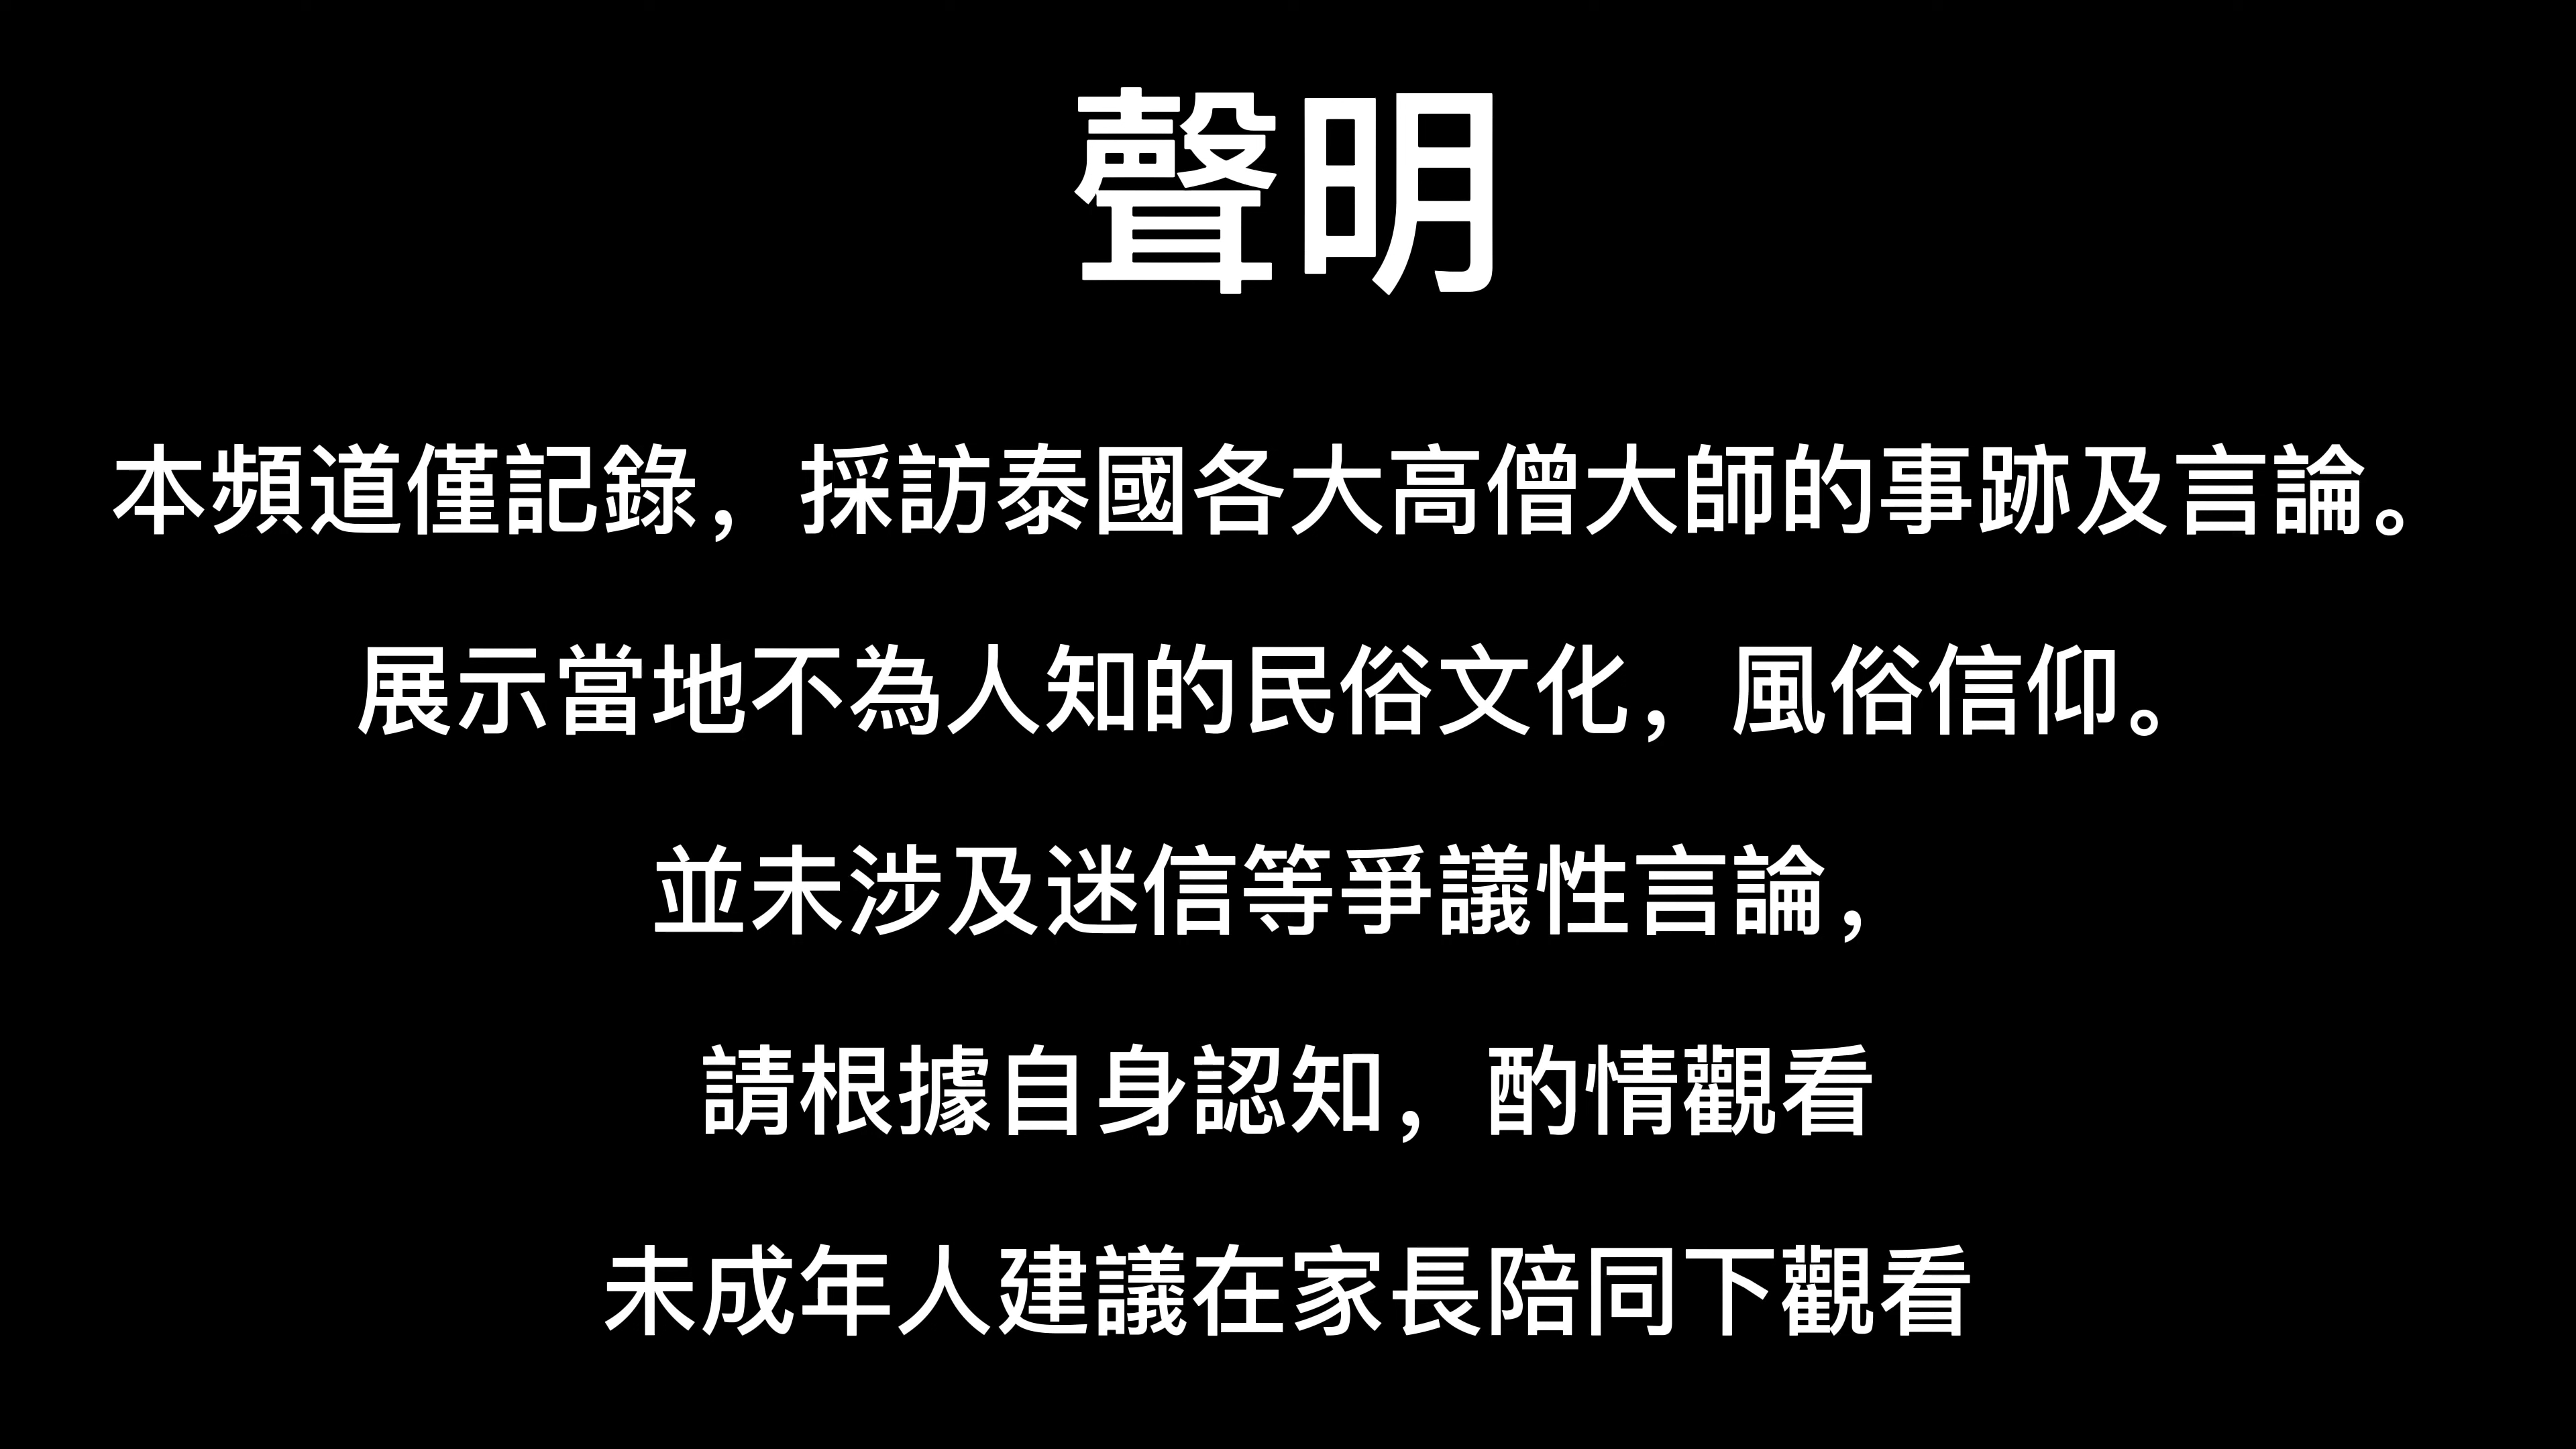 聲明
本頻道僅記錄，採訪泰國各大高僧大師的事跡及言論。
展示當地不為人知的民俗文化，風俗信仰。
並未涉及迷信等爭議性言論，
請根據自身認知，酌情觀看
未成年人建議在家長陪同下觀看